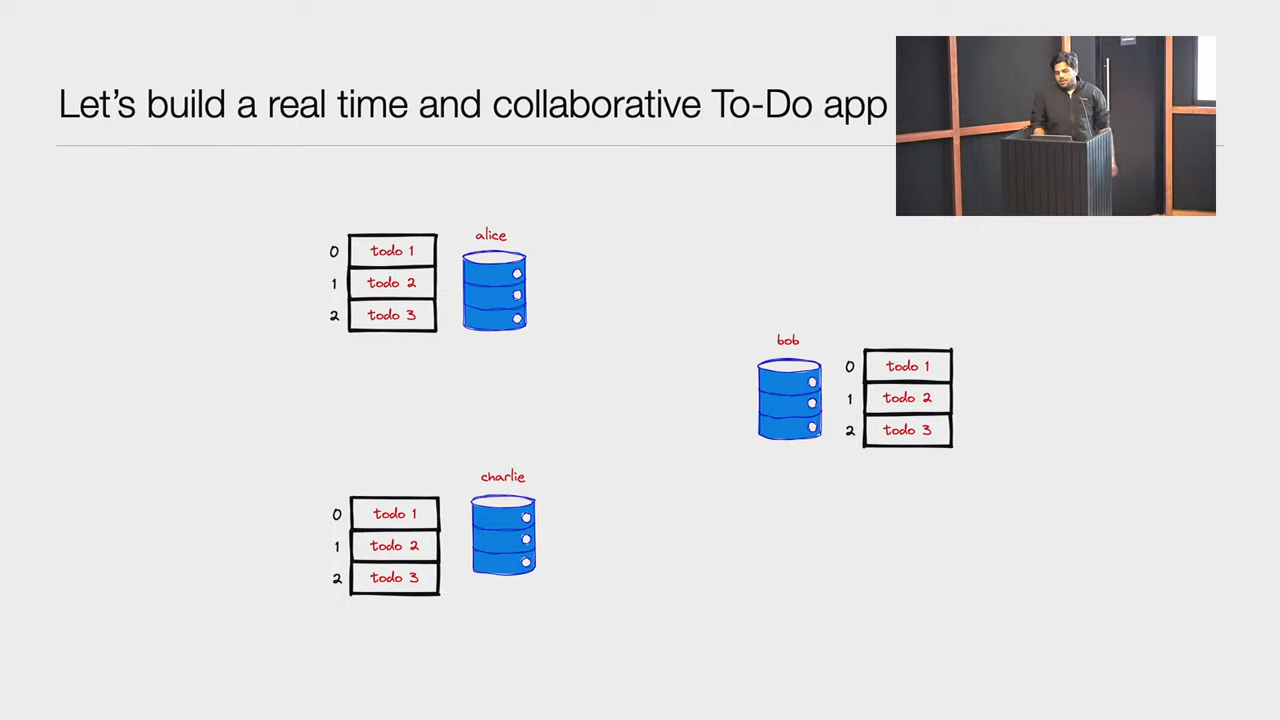 Let's build a real time and collaborative To-Do app
alice
0 todo 1
1 todo 2
2 todo 3
bob
0 todo 1
1 todo 2
2 todo 3
charlie
0 todo 1
1 todo 2
2 todo 3